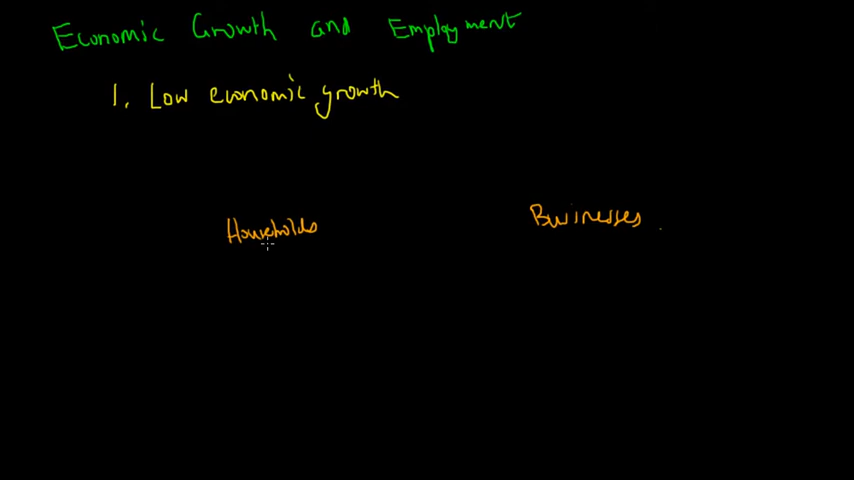 Economic Growth and Employment
1. Low economic growth
Households Businesses